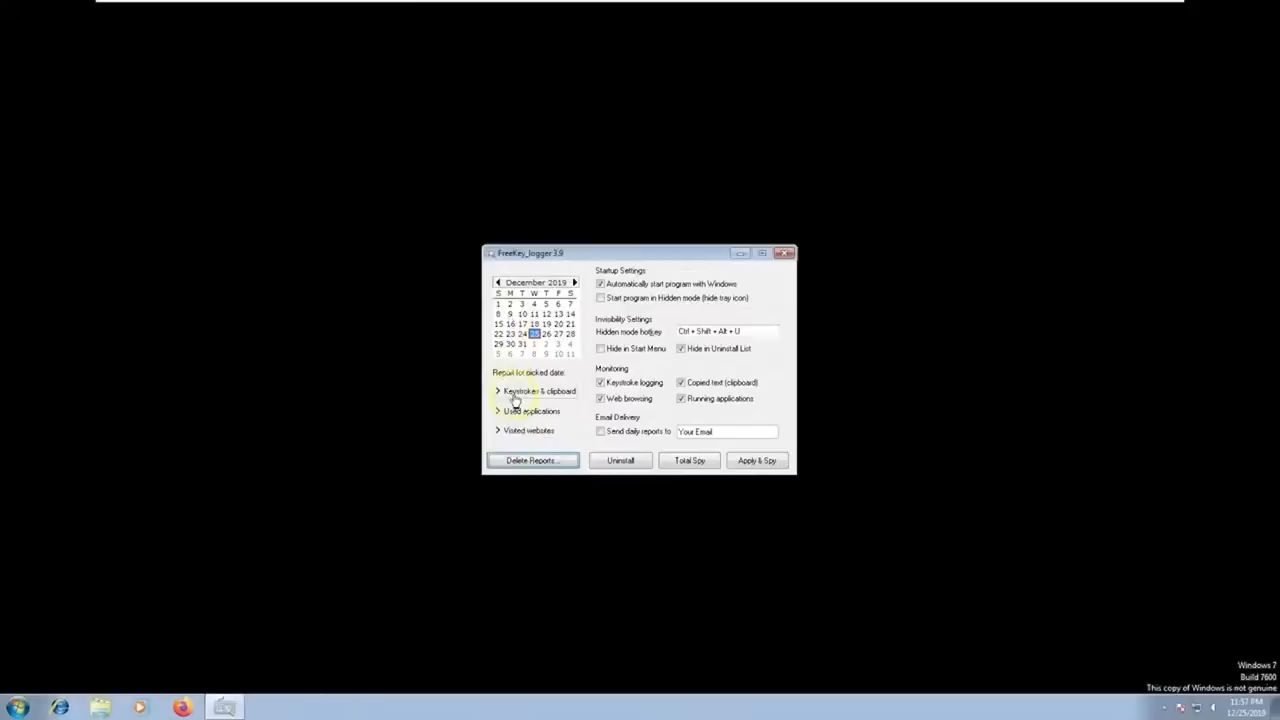 FreeKey_logger 3.9
December 2019
S M T W T F S
1 2 3 4 5 6 7
8 9 10 11 12 13 14
15 16 17 18 19 20 21
22 23 24 25 26 27 28
29 30 31 1 2 3 4
5 6 7 8 9 10 11
Report for picked date:
Keystrokes & clipboard
Used applications
Visited websites
Delete Reports...
Startup Settings
Automatically start program with Windows
Start program in Hidden mode (hide tray icon)
Invisibility Settings
Hidden mode hotkey Ctrl + Shift + Alt + U
Hide in Start Menu Hide in Uninstall List
Monitoring
Keystroke logging Copied text (clipboard)
Web browsing Running applications
Email Delivery
Send daily reports to Your Email
Uninstall Total Spy Apply & Spy
Windows 7
Build 7600
This copy of Windows is not genuine
11:57 PM
12/25/2019